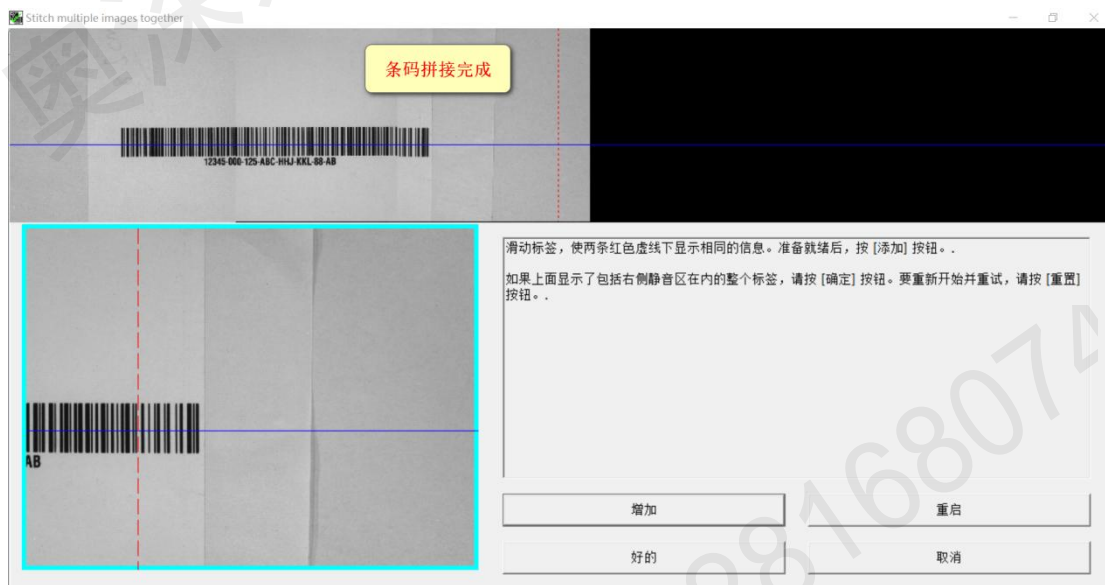 Stitch multiple images together
条码拼接完成
12345-000-125-ABC-HHJ-KKL-88-AB
滑动标签，使两条红色虚线下显示相同的信息。准备就绪后，按 [添加] 按钮。.
如果上面显示了包括右侧静音区在内的整个标签，请按 [确定] 按钮。要重新开始并重试，请按 [重置]
按钮。.
AB
增加
重启
好的
取消